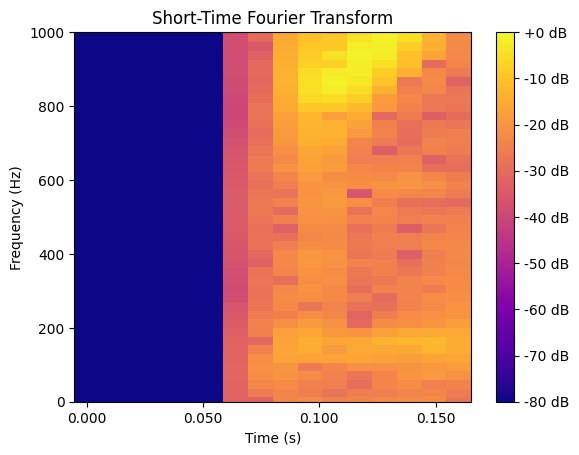 Short-Time Fourier Transform
1000
800
600
400
200
0
Frequency (Hz)
0.000
0.050
0.100
0.150
Time (s)
+0 dB
-10 dB
-20 dB
-30 dB
-40 dB
-50 dB
-60 dB
-70 dB
-80 dB